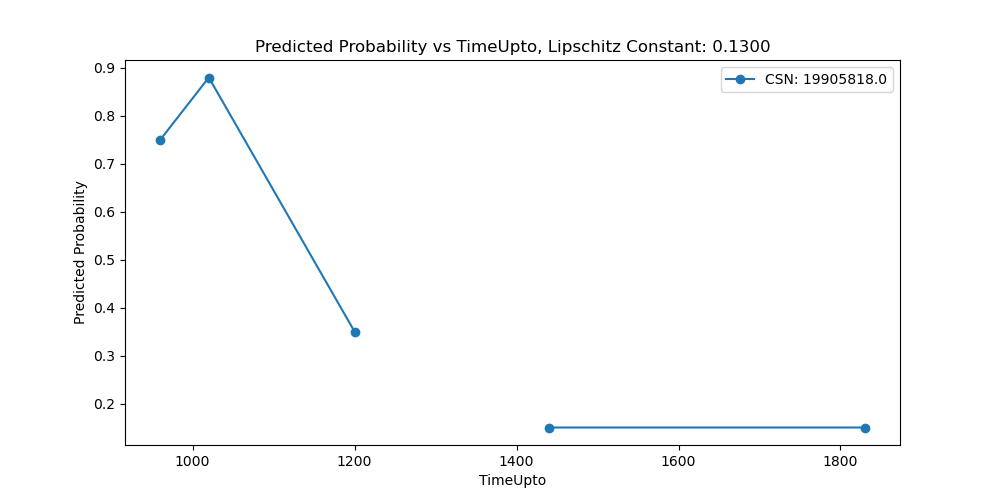 Predicted Probability vs TimeUpto, Lipschitz Constant: 0.1300
CSN: 19905818.0
Predicted Probability
0.9
0.8
0.7
0.6
0.5
0.4
0.3
0.2
1000 1200 1400 1600 1800
TimeUpto